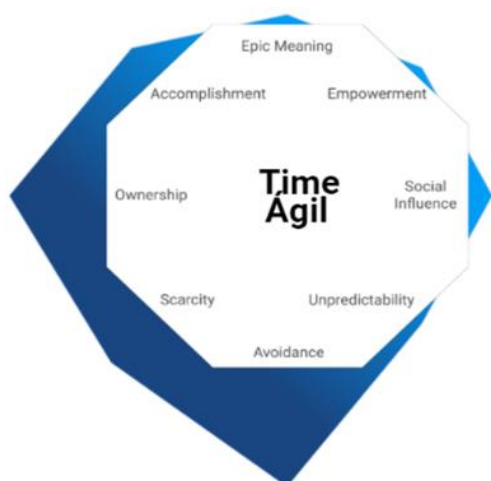 Epic Meaning
Accomplishment
Empowerment
Ownership
Time
Ágil
Social
Influence
Scarcity
Unpredictability
Avoidance